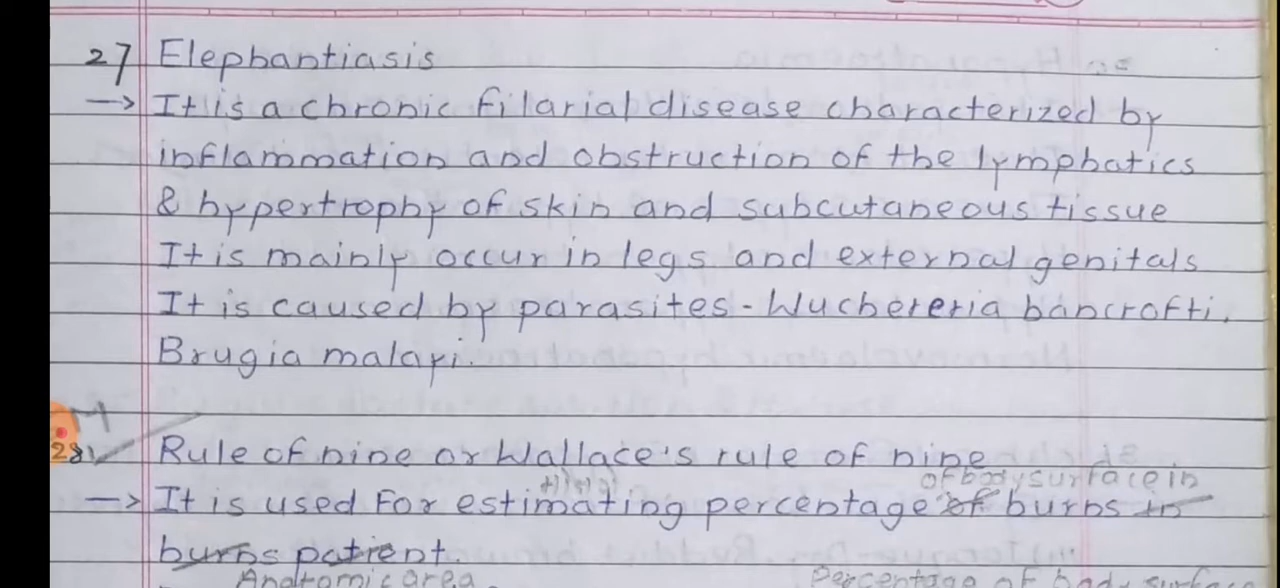 27 Elephantiasis
→ It is a chronic filarial disease characterized by
inflammation and obstruction of the lymphatics
& hypertrophy of skin and subcutaneous tissue
It is mainly occur in legs and external genitals
It is caused by parasites - Wuchereria bancrofti.
Brugia malayi.
28 Rule of nine or Wallace's rule of nine
of body surface in
→ It is used for estimating percentage of burns in
burns patient.
Anatomic area. Percentage of body surface